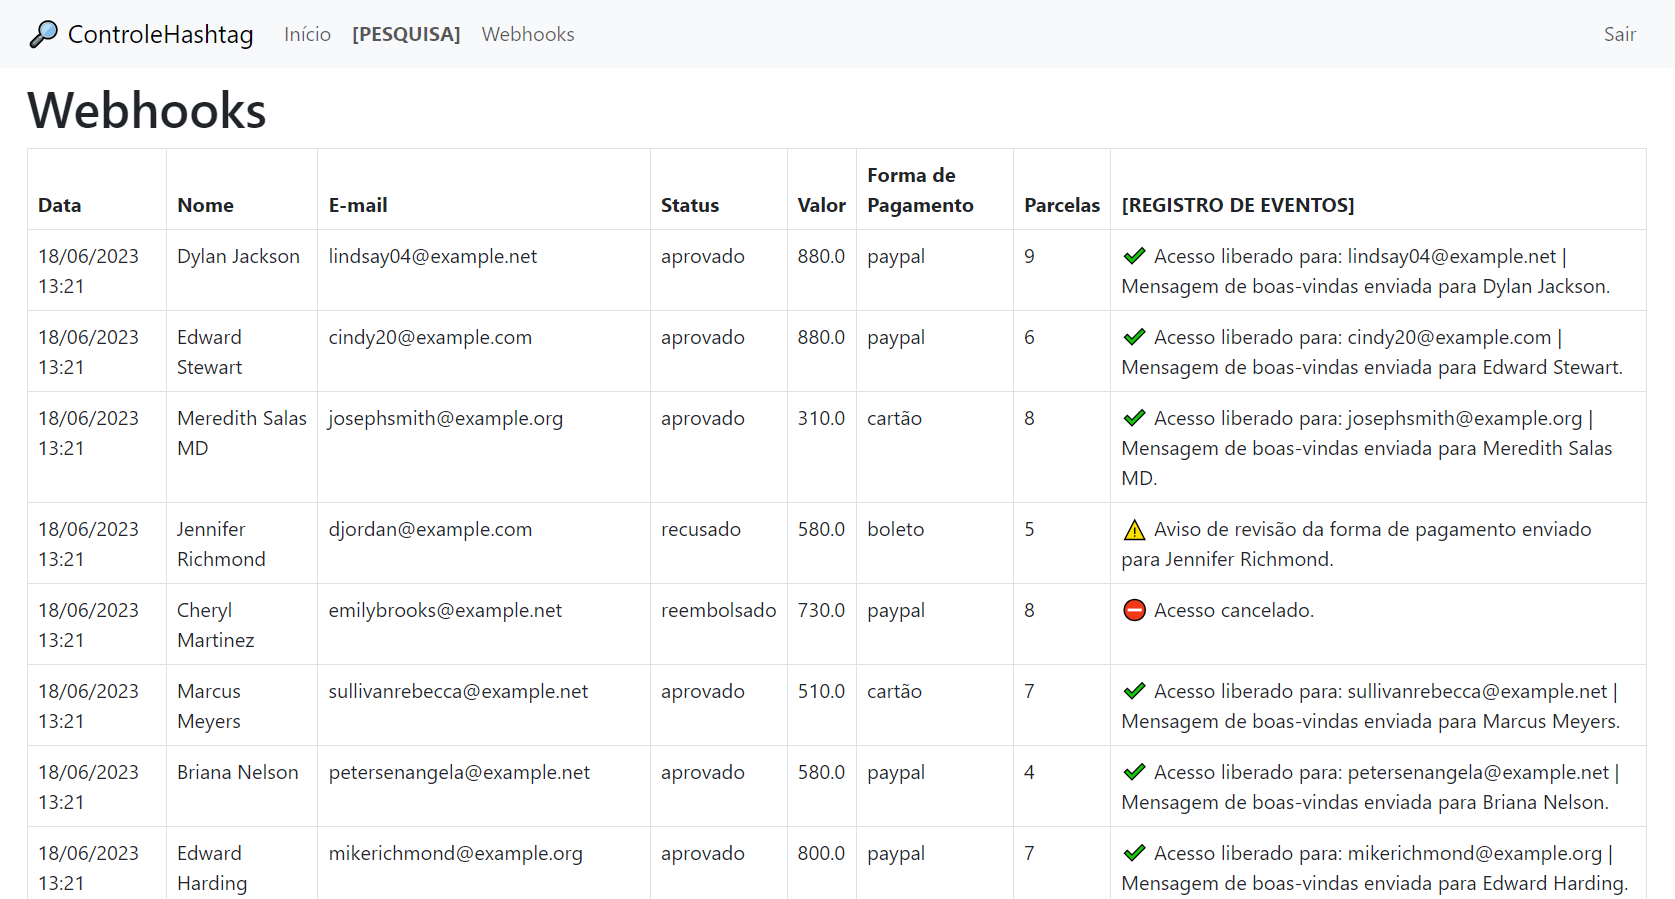 ControleHashtag Início [PESQUISA] Webhooks Sair
Webhooks
Forma de
Data Nome E-mail Status Valor Pagamento Parcelas [REGISTRO DE EVENTOS]
18/06/2023 Dylan Jackson lindsay04@example.net aprovado 880.0 paypal 9 Acesso liberado para: lindsay04@example.net |
13:21 Mensagem de boas-vindas enviada para Dylan Jackson.
18/06/2023 Edward cindy20@example.com aprovado 880.0 paypal 6 Acesso liberado para: cindy20@example.com |
13:21 Stewart Mensagem de boas-vindas enviada para Edward Stewart.
18/06/2023 Meredith Salas josephsmith@example.org aprovado 310.0 cartão 8 Acesso liberado para: josephsmith@example.org |
13:21 MD Mensagem de boas-vindas enviada para Meredith Salas
MD.
18/06/2023 Jennifer djordan@example.com recusado 580.0 boleto 5 Aviso de revisão da forma de pagamento enviado
13:21 Richmond para Jennifer Richmond.
18/06/2023 Cheryl emilybrooks@example.net reembolsado 730.0 paypal 8 Acesso cancelado.
13:21 Martinez
18/06/2023 Marcus sullivanrebecca@example.net aprovado 510.0 cartão 7 Acesso liberado para: sullivanrebecca@example.net |
13:21 Meyers Mensagem de boas-vindas enviada para Marcus Meyers.
18/06/2023 Briana Nelson petersenangela@example.net aprovado 580.0 paypal 4 Acesso liberado para: petersenangela@example.net |
13:21 Mensagem de boas-vindas enviada para Briana Nelson.
18/06/2023 Edward mikerichmond@example.org aprovado 800.0 paypal 7 Acesso liberado para: mikerichmond@example.org |
13:21 Harding Mensagem de boas-vindas enviada para Edward Harding.